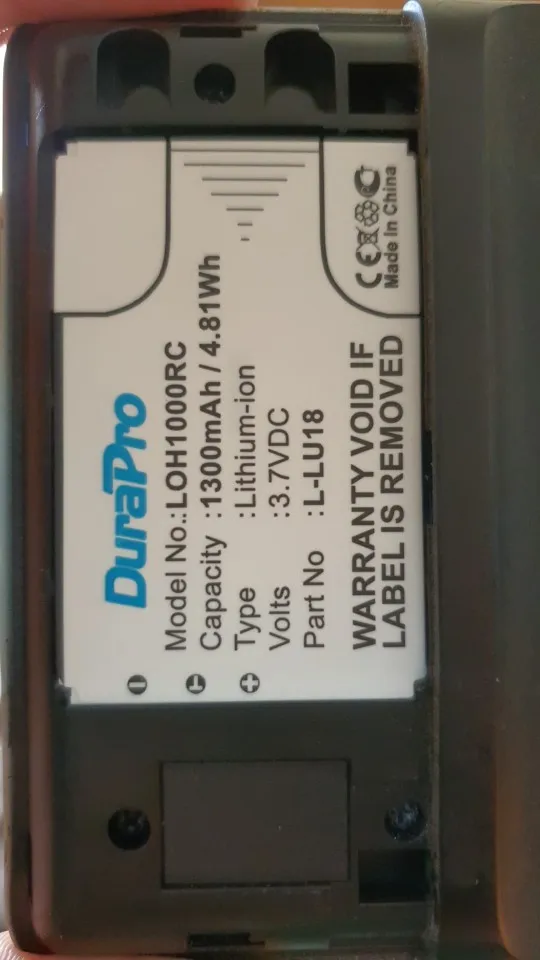 DuraPro
Model No.:LOH1000RC
Capacity :1300mAh / 4.81Wh
Type :Lithium-ion
Volts :3.7VDC
Part No :L-LU18
WARRANTY VOID IF
LABEL IS REMOVED
CE
Made In China